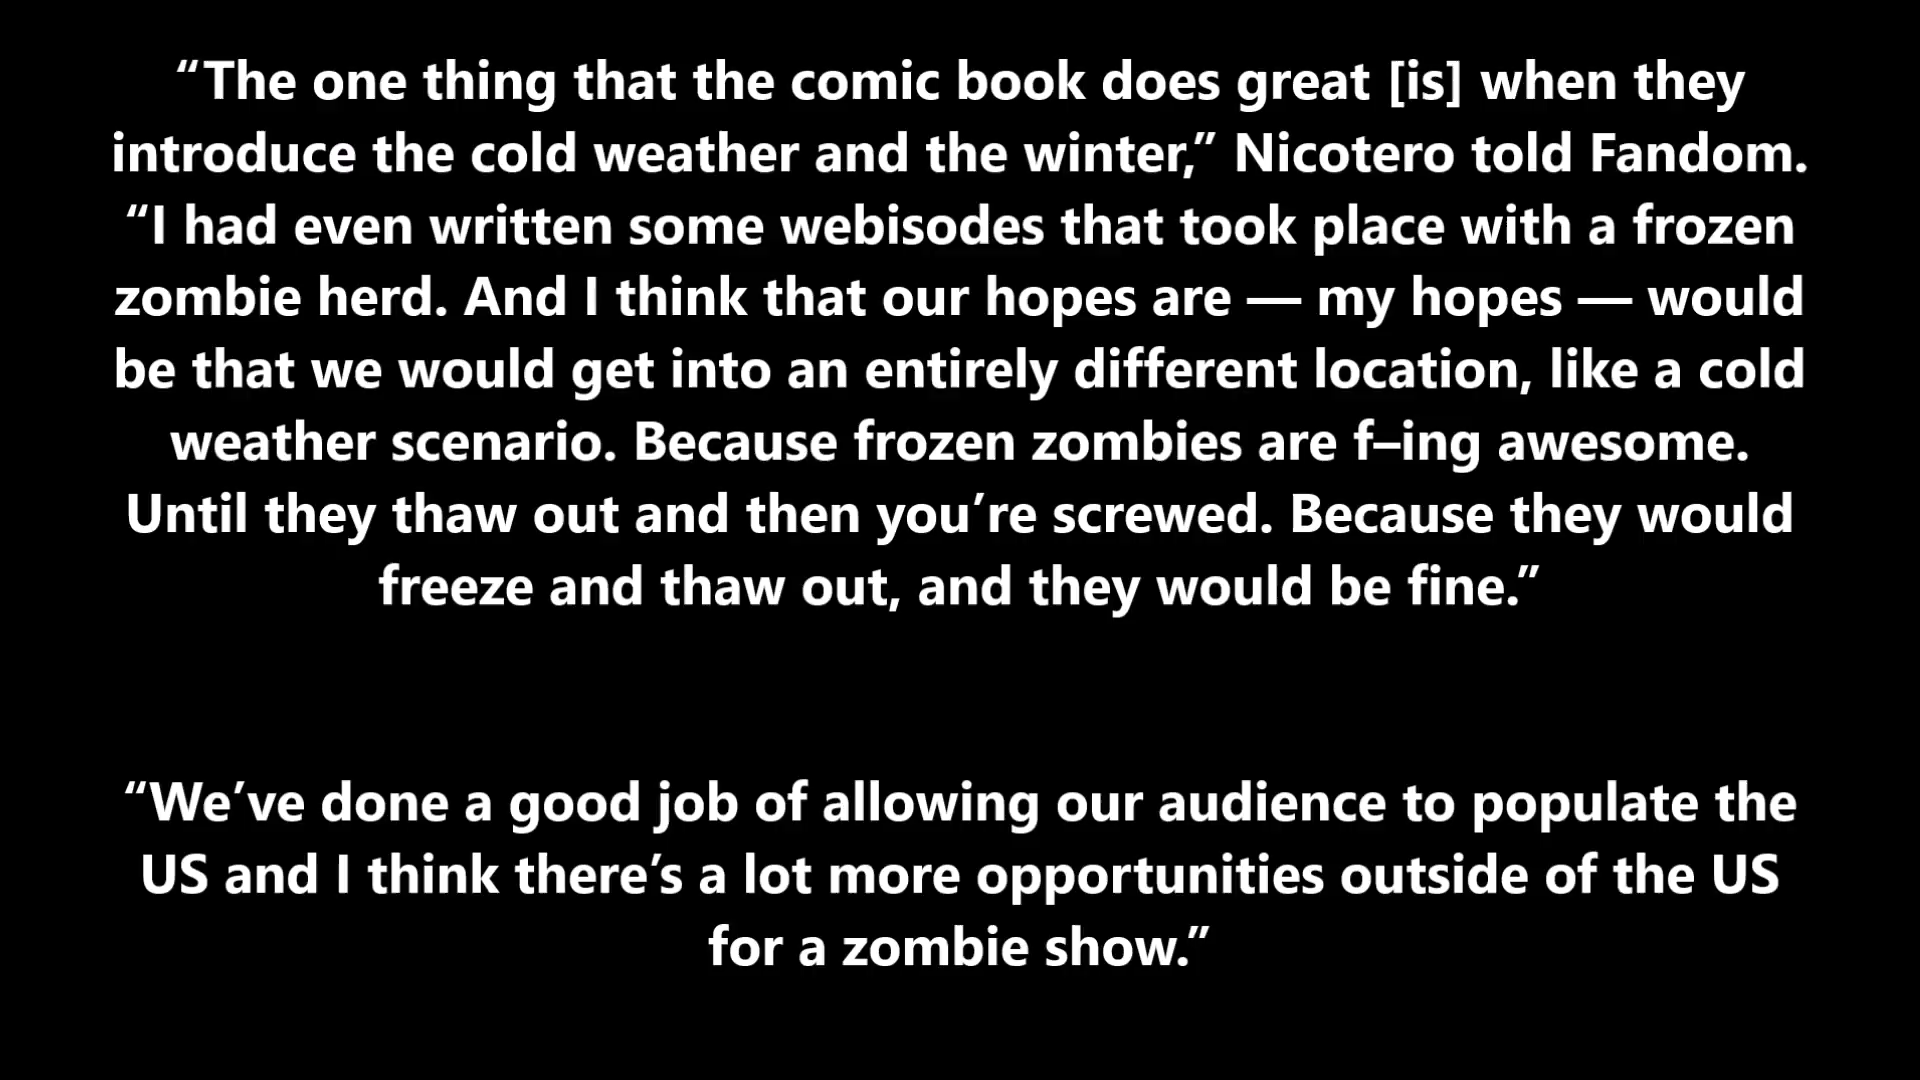 “The one thing that the comic book does great [is] when they
introduce the cold weather and the winter,” Nicotero told Fandom.
“I had even written some webisodes that took place with a frozen
zombie herd. And I think that our hopes are — my hopes — would
be that we would get into an entirely different location, like a cold
weather scenario. Because frozen zombies are f–ing awesome.
Until they thaw out and then you’re screwed. Because they would
freeze and thaw out, and they would be fine.”
“We’ve done a good job of allowing our audience to populate the
US and I think there’s a lot more opportunities outside of the US
for a zombie show.”